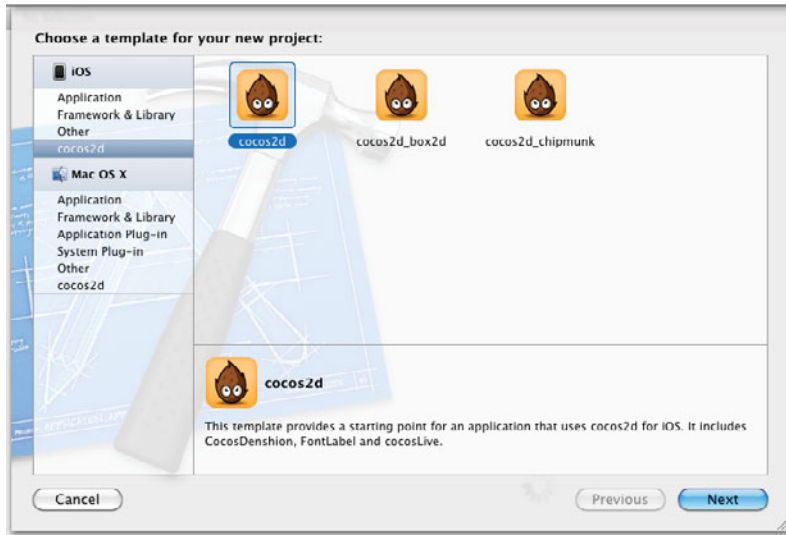 Choose a template for your new project:
iOS
Application
Framework & Library
Other
cocos2d
Mac OS X
Application
Framework & Library
Application Plug-in
System Plug-in
Other
cocos2d
cocos2d
cocos2d_box2d
cocos2d_chipmunk
cocos2d
This template provides a starting point for an application that uses cocos2d for iOS. It includes
CocosDenshion, FontLabel and cocosLive.
Cancel
Previous
Next